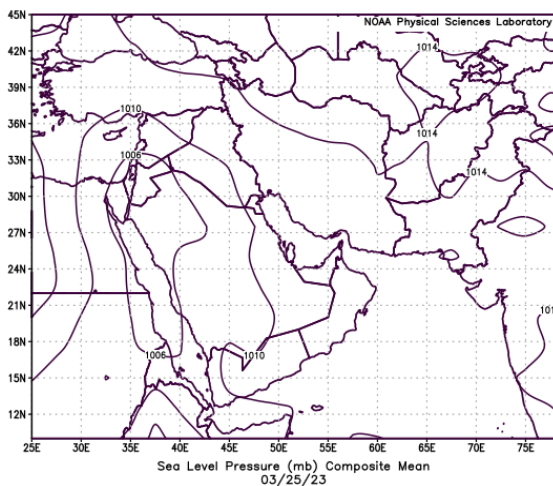 NOAA Physical Sciences Laboratory
45N
42N
39N
36N
33N
30N
27N
24N
21N
18N
15N
12N
1014
1010
1014
1006
1014
1006
1010
25E 30E 35E 40E 45E 50E 55E 60E 65E 70E 75E
Sea Level Pressure (mb) Composite Mean
03/25/23